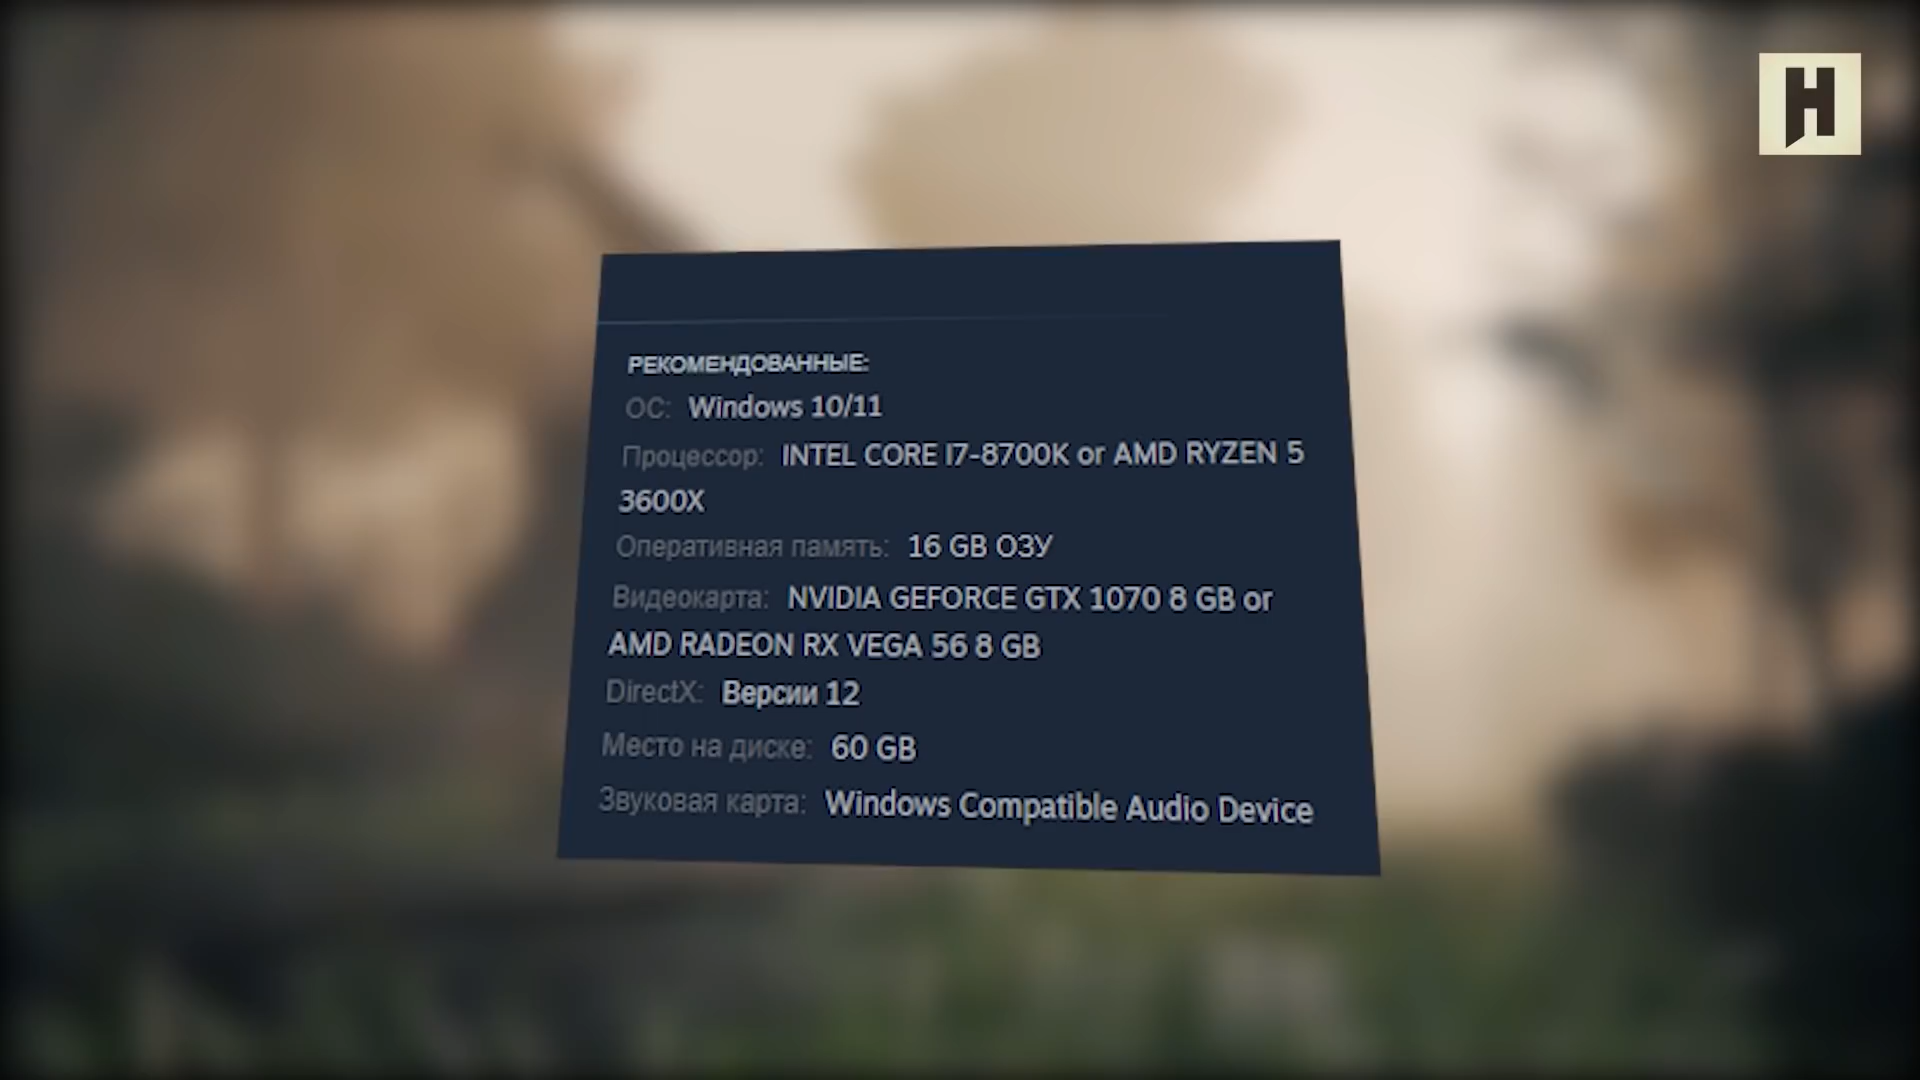 H
РЕКОМЕНДОВАННЫЕ:
ОС: Windows 10/11
Процессор: INTEL CORE I7-8700K or AMD RYZEN 5
3600X
Оперативная память: 16 GB ОЗУ
Видеокарта: NVIDIA GEFORCE GTX 1070 8 GB or
AMD RADEON RX VEGA 56 8 GB
DirectX: Версии 12
Место на диске: 60 GB
Звуковая карта: Windows Compatible Audio Device